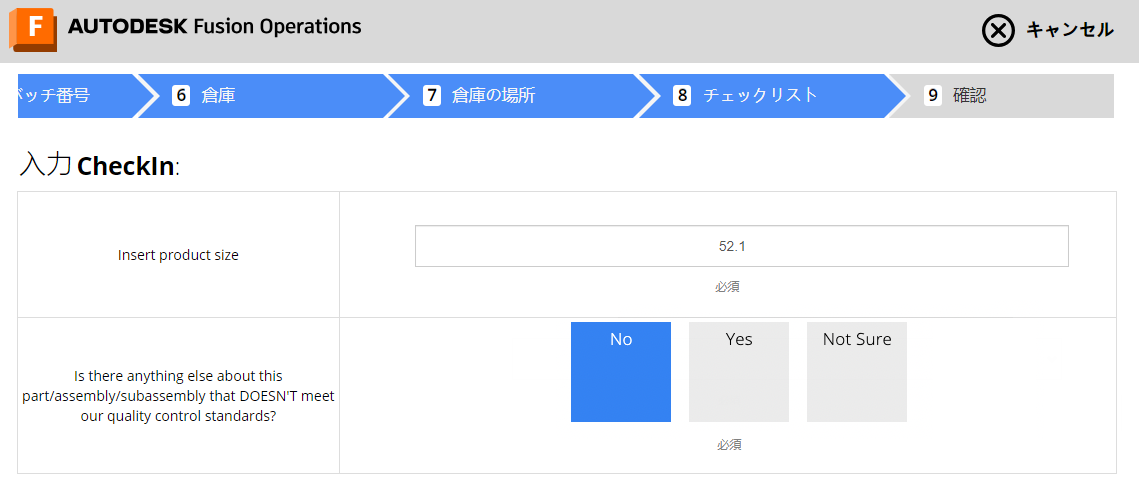 F AUTODESK Fusion Operations
キャンセル
バッチ番号
6 倉庫
7 倉庫の場所
8 チェックリスト
9 確認
入力 CheckIn:
Insert product size
52.1
必須
Is there anything else about this
part/assembly/subassembly that DOESN'T meet
our quality control standards?
No
Yes
Not Sure
必須